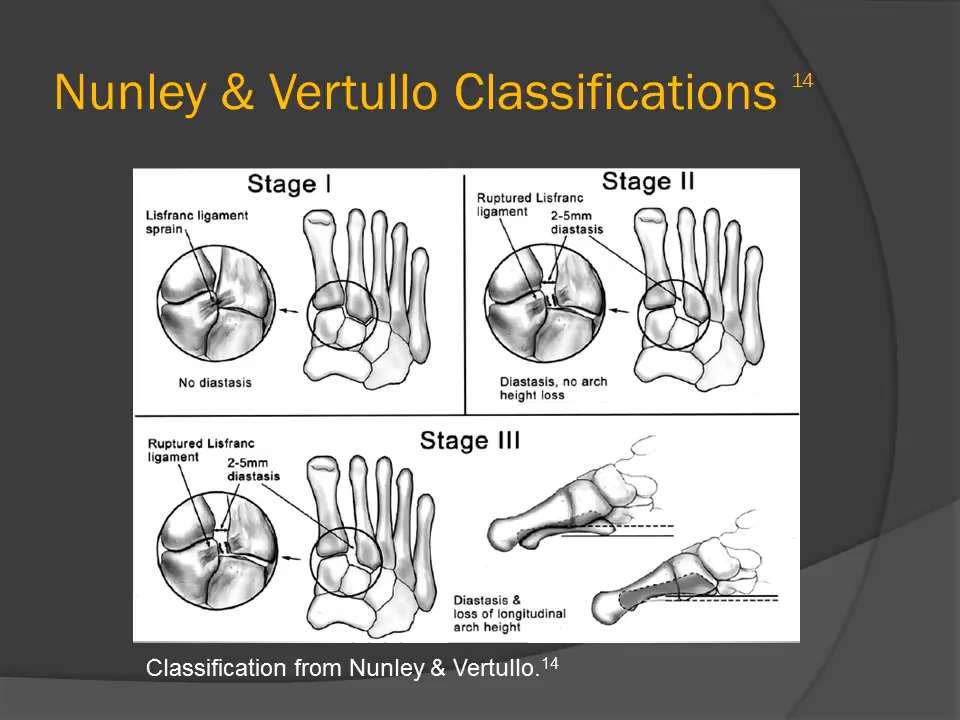 Nunley & Vertullo Classifications 14
Stage I
Lisfranc ligament
sprain
No diastasis
Stage II
Ruptured Lisfranc
ligament
2-5mm
diastasis
Diastasis, no arch
height loss
Stage III
Ruptured Lisfranc
ligament
2-5mm
diastasis
Diastasis &
loss of longitudinal
arch height
Classification from Nunley & Vertullo.14